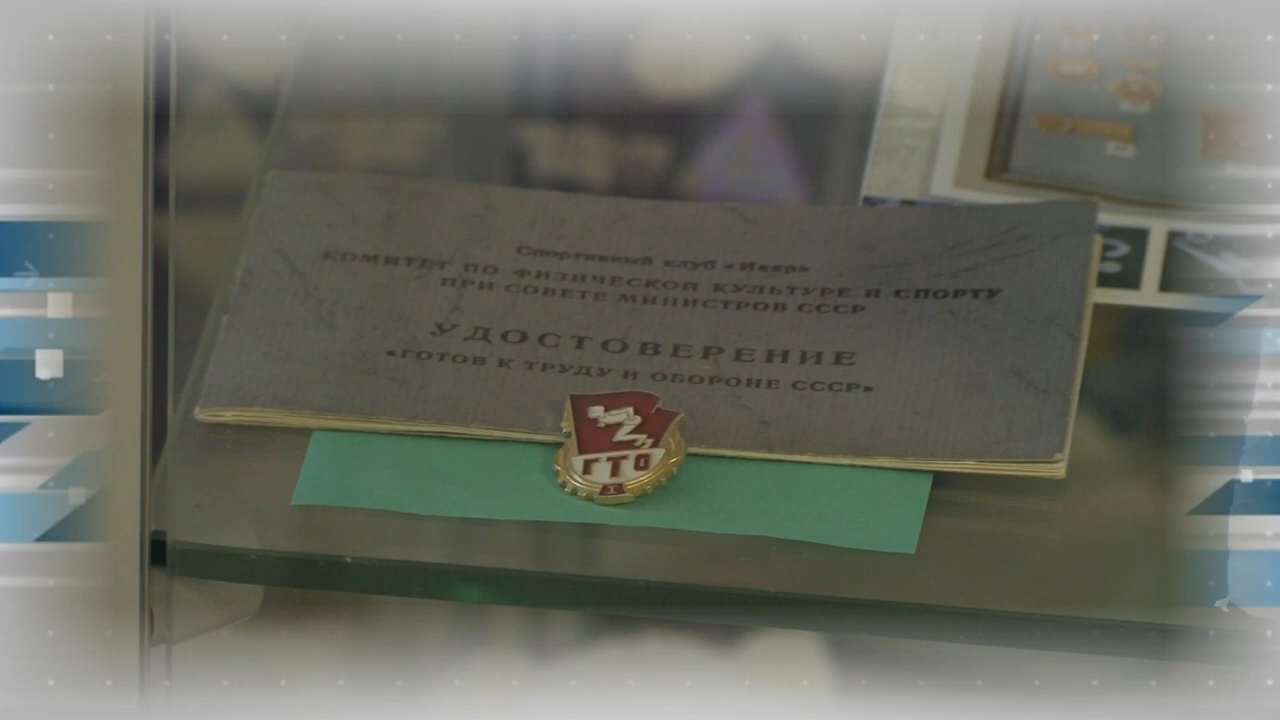 Спортивный клуб «Икар»
КОМИТЕТ ПО ФИЗИЧЕСКОЙ КУЛЬТУРЕ И СПОРТУ
ПРИ СОВЕТЕ МИНИСТРОВ СССР
УДОСТОВЕРЕНИЕ
«ГОТОВ К ТРУДУ И ОБОРОНЕ СССР»
ГТО
I